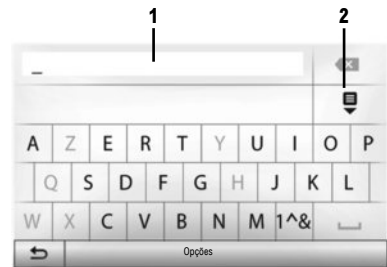 1 2
_
A Z E R T Y U I O P
Q S D F G H J K L
W X C V B N M 1^&
Opções